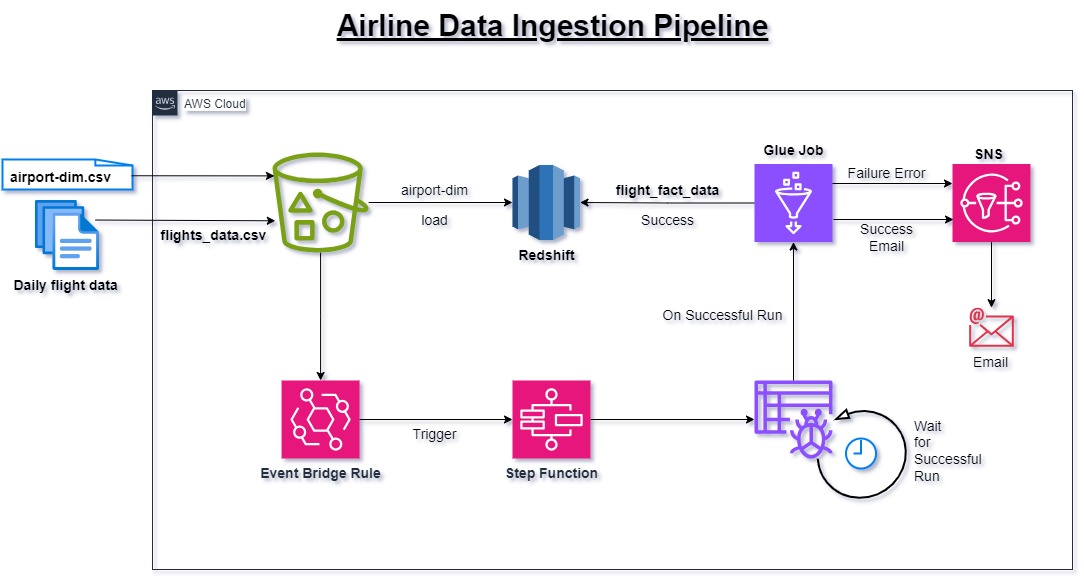 Airline Data Ingestion Pipeline
aws
AWS Cloud
airport-dim.csv
flights_data.csv
Daily flight data
airport-dim
load
Redshift
flight_fact_data
Success
Glue Job
Failure Error
Success
Email
SNS
@
Email
On Successful Run
Event Bridge Rule
Trigger
Step Function
Wait
for
Successful
Run